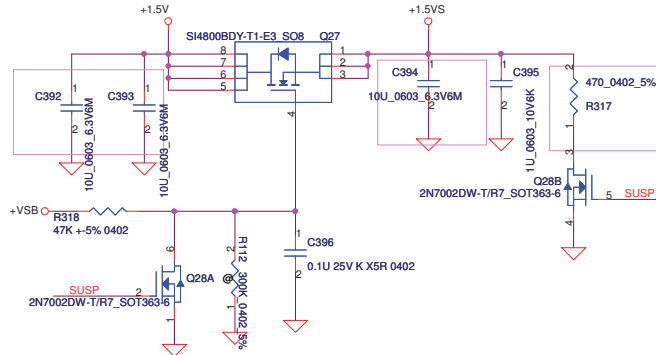 +1.5V
+1.5VS
SI4800BDY-T1-E3_SO8 Q27
8
7
6
5
1
2
3
4
C392
1
2
10U_0603_6.3V6M
C393
1
2
10U_0603_6.3V6M
C394
1
2
10U_0603_6.3V6M
C395
1
2
1U_0603_10V6K
2
470_0402_5%
R317
1
3
Q28B
2N7002DW-T/R7_SOT363-6
5
SUSP
4
+VSB
R318
47K +-5% 0402
6
SUSP
2
Q28A
2N7002DW-T/R7_SOT363-6
1
2
R112
@
300K_0402_5%
1
1
C396
0.1U 25V K X5R 0402
2